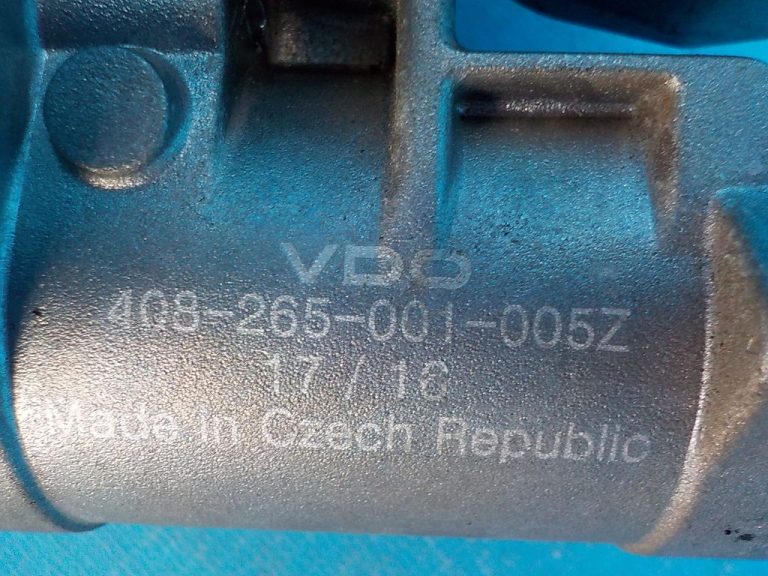 VDO
408-265-001-005Z
17 / 16
Made in Czech Republic